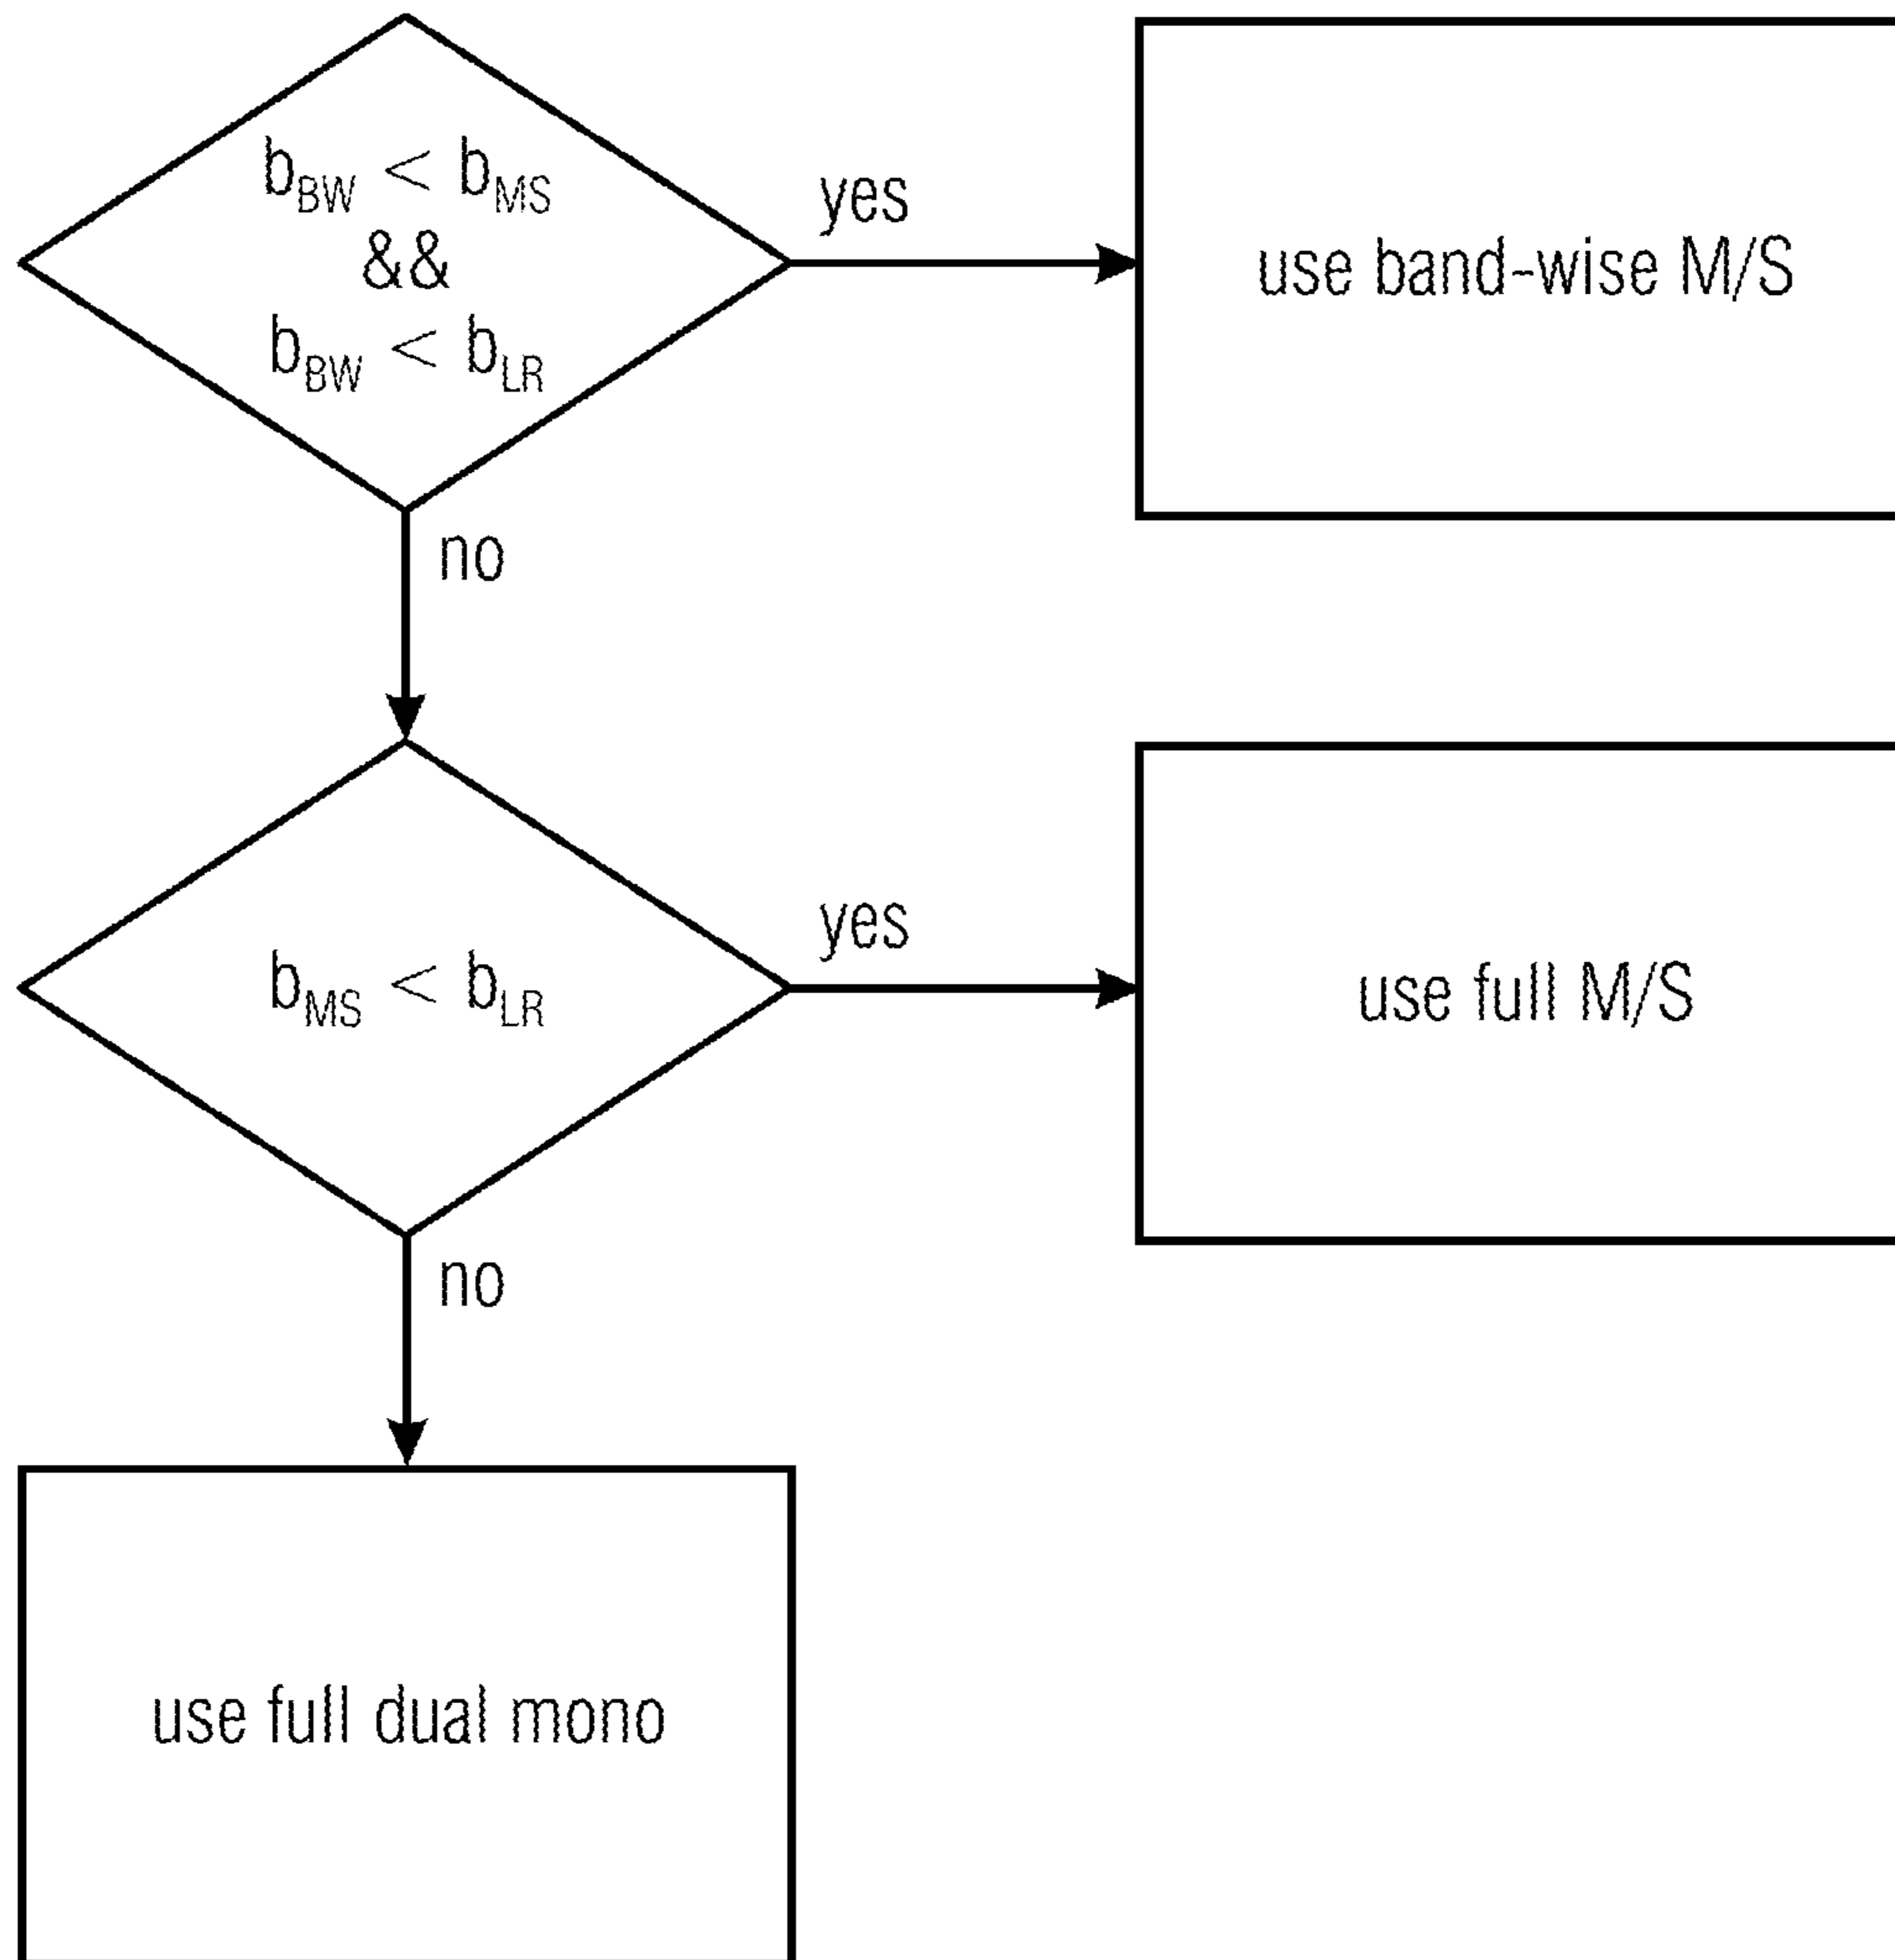 b_BW < b_MS
&&
b_BW < b_LR
yes
use band-wise M/S
no
b_MS < b_LR
yes
use full M/S
no
use full dual mono